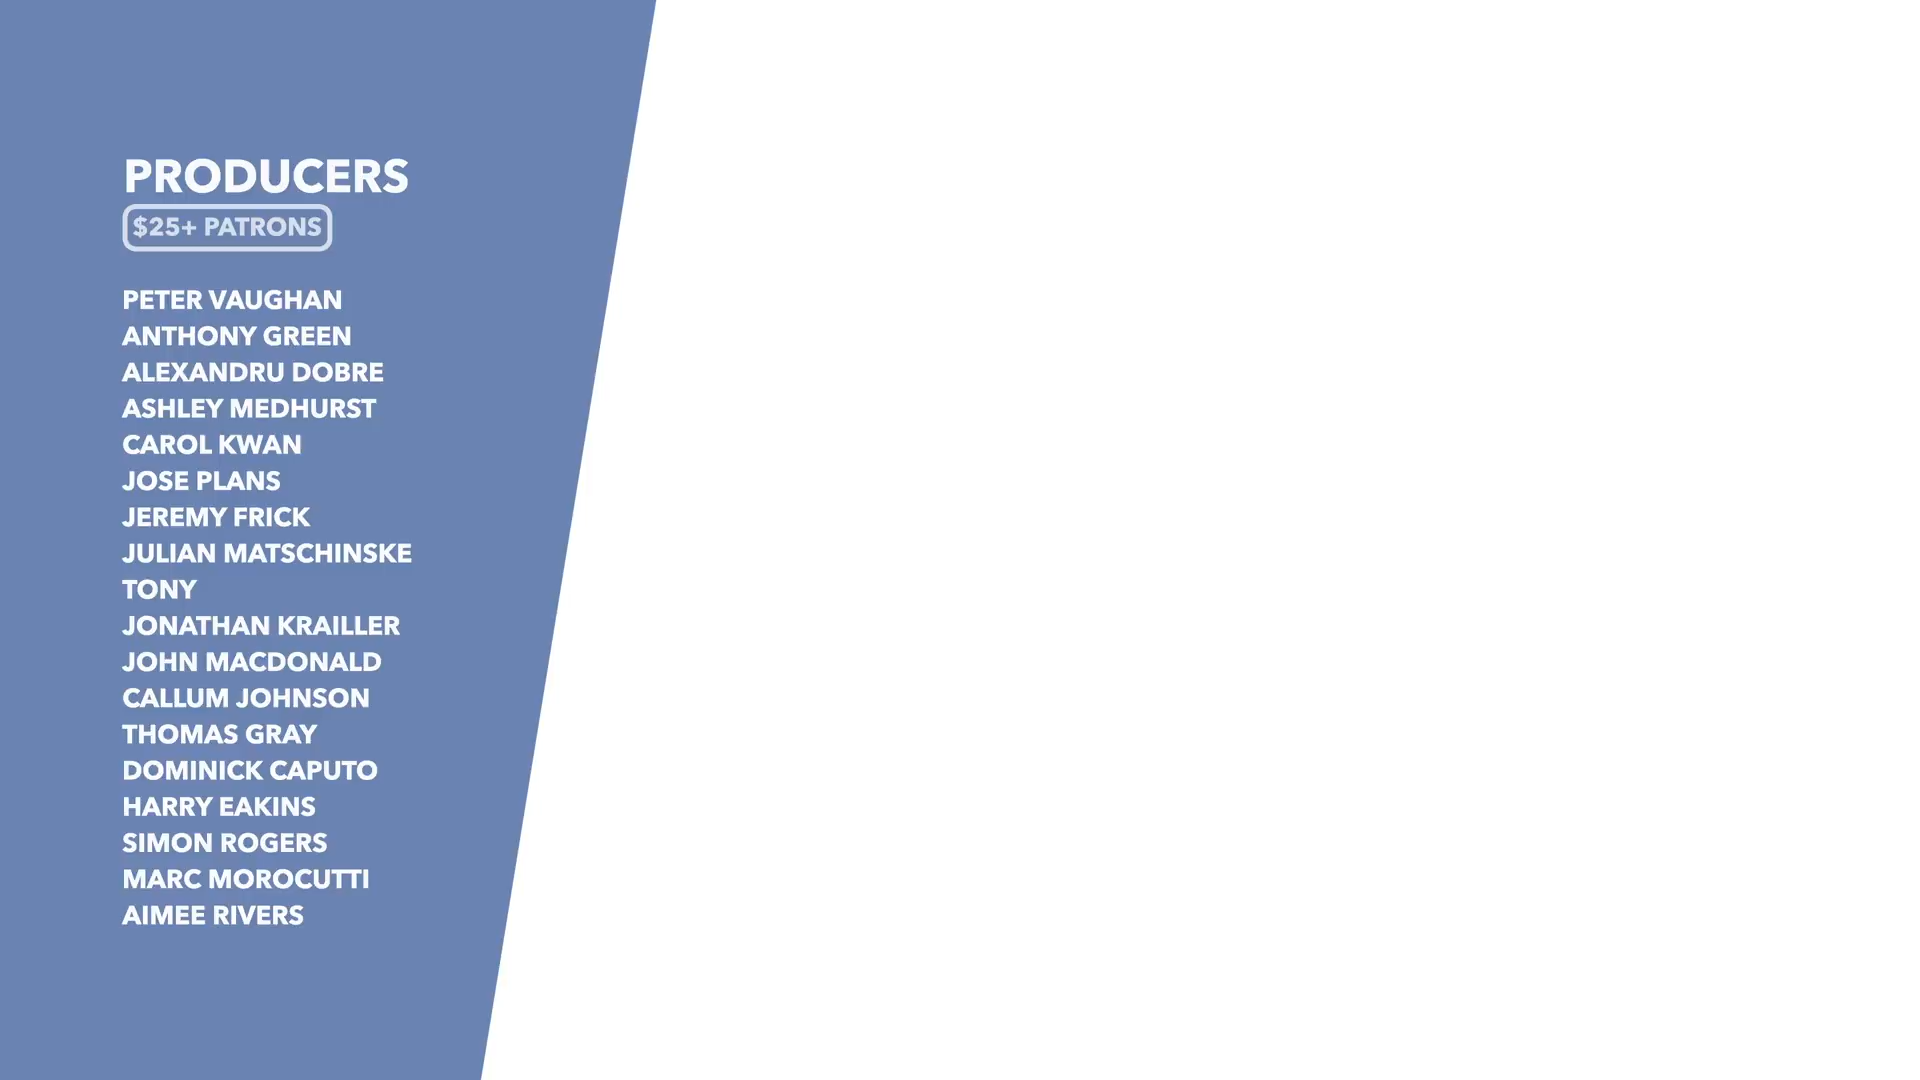 PRODUCERS
$25+ PATRONS
PETER VAUGHAN
ANTHONY GREEN
ALEXANDRU DOBRE
ASHLEY MEDHURST
CAROL KWAN
JOSE PLANS
JEREMY FRICK
JULIAN MATSCHINSKE
TONY
JONATHAN KRAILLER
JOHN MACDONALD
CALLUM JOHNSON
THOMAS GRAY
DOMINICK CAPUTO
HARRY EAKINS
SIMON ROGERS
MARC MOROCUTTI
AIMEE RIVERS